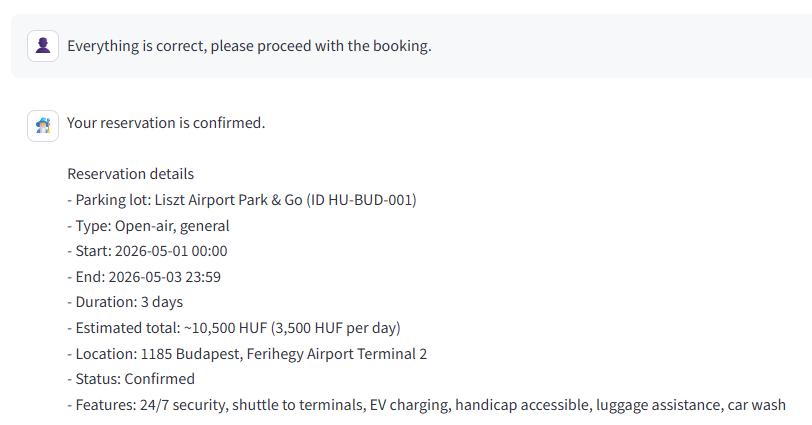 Everything is correct, please proceed with the booking.
Your reservation is confirmed.
Reservation details
- Parking lot: Liszt Airport Park & Go (ID HU-BUD-001)
- Type: Open-air, general
- Start: 2026-05-01 00:00
- End: 2026-05-03 23:59
- Duration: 3 days
- Estimated total: ~10,500 HUF (3,500 HUF per day)
- Location: 1185 Budapest, Ferihegy Airport Terminal 2
- Status: Confirmed
- Features: 24/7 security, shuttle to terminals, EV charging, handicap accessible, luggage assistance, car wash